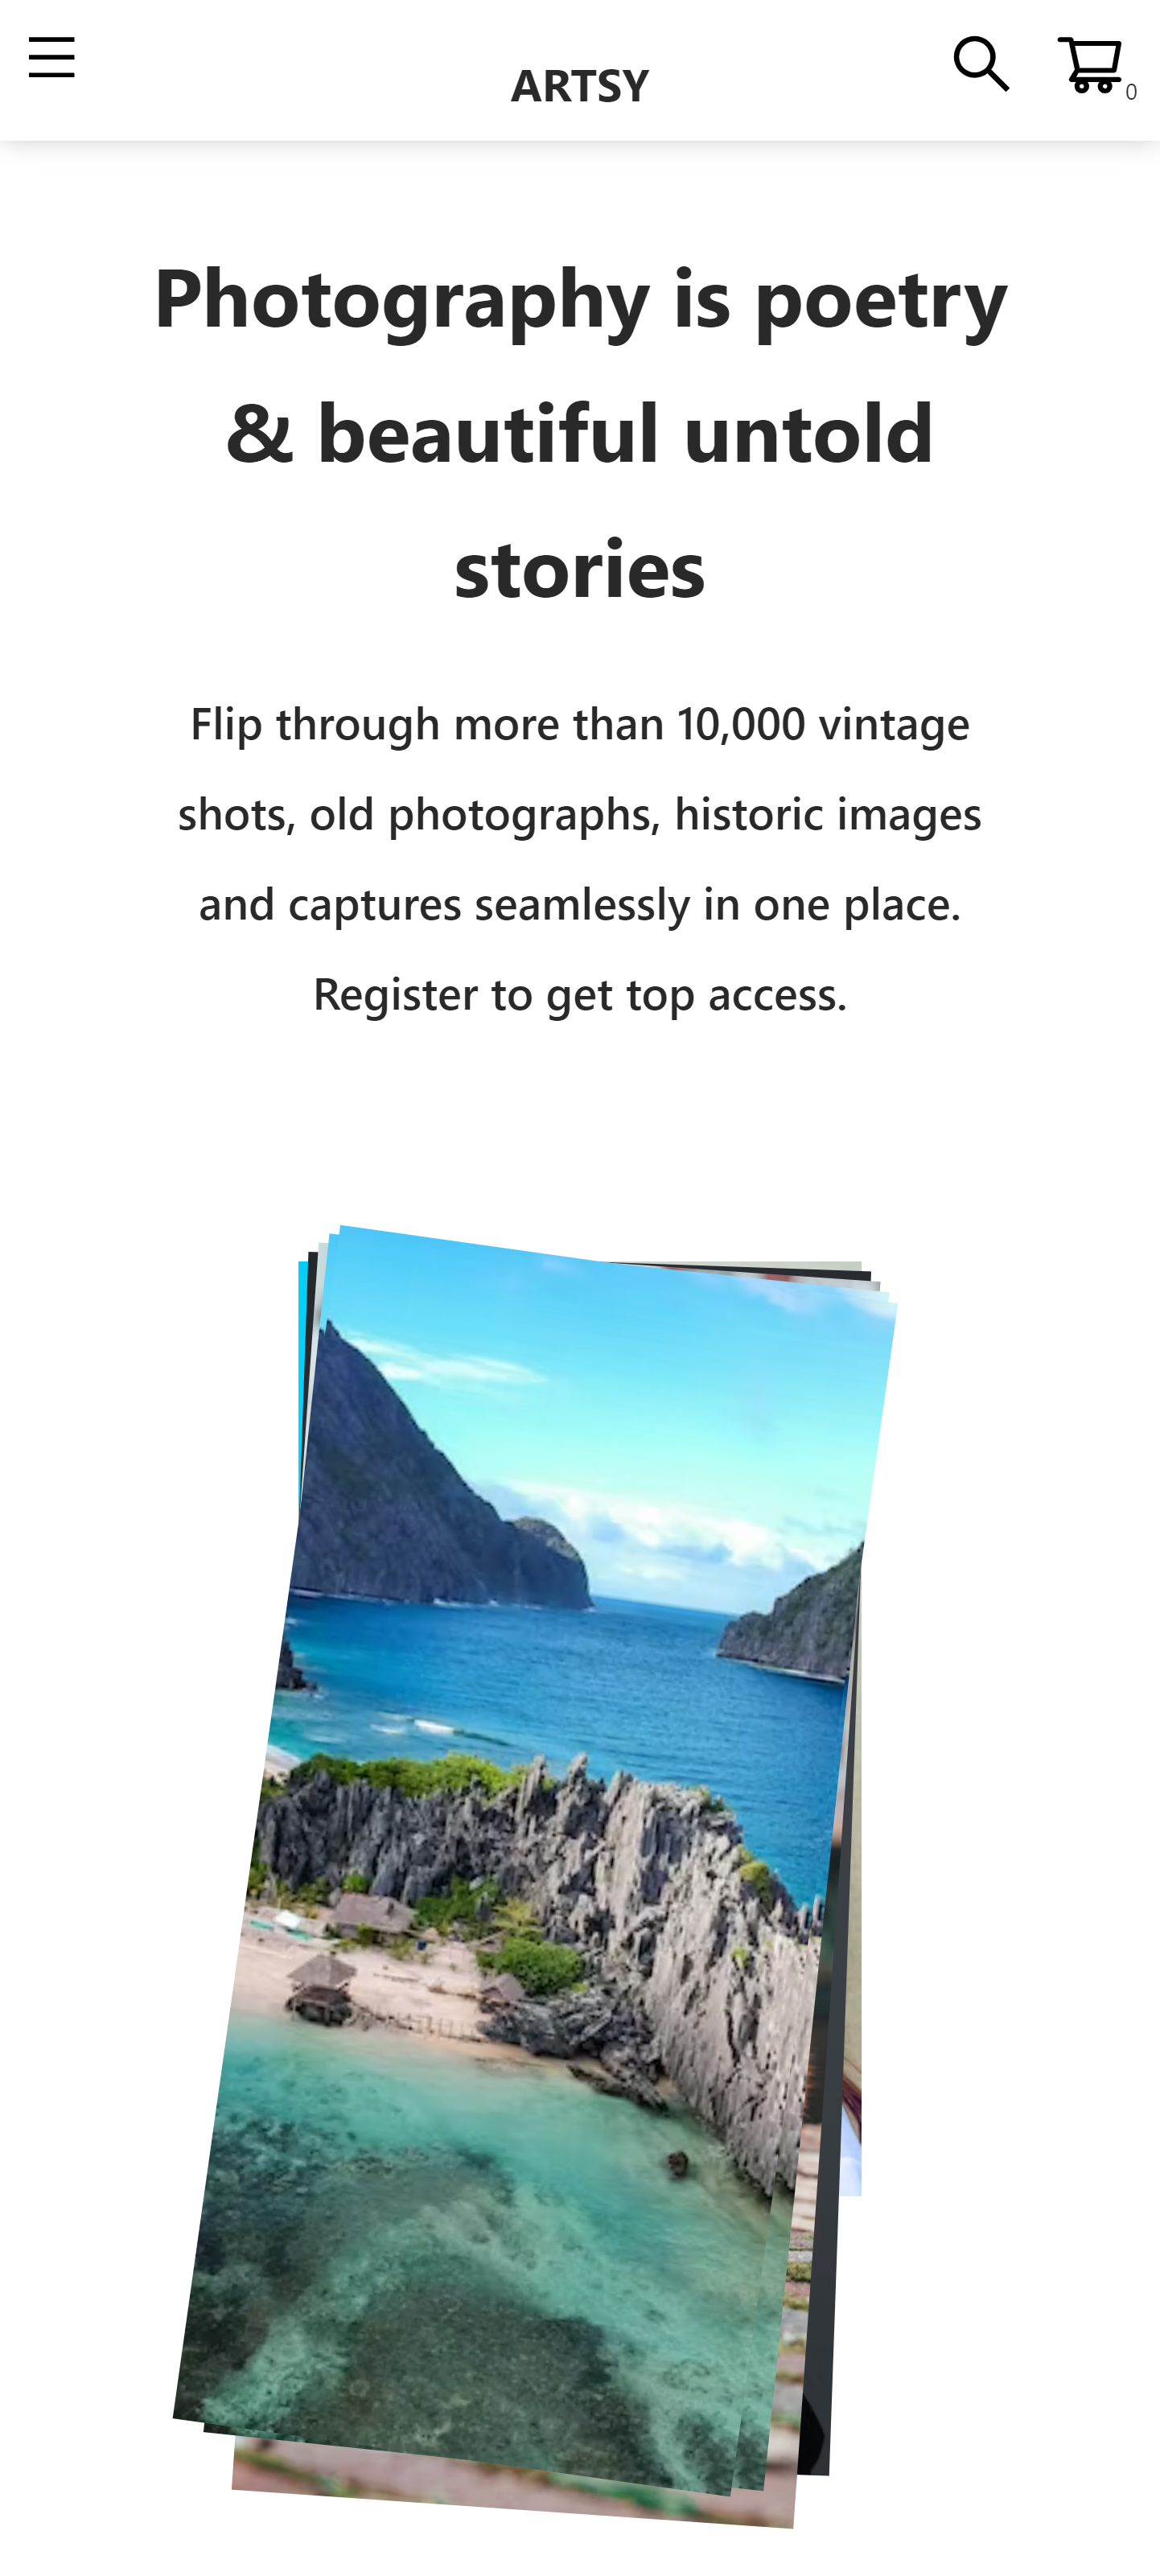 ARTSY
0
Photography is poetry
& beautiful untold
stories
Flip through more than 10,000 vintage
shots, old photographs, historic images
and captures seamlessly in one place.
Register to get top access.